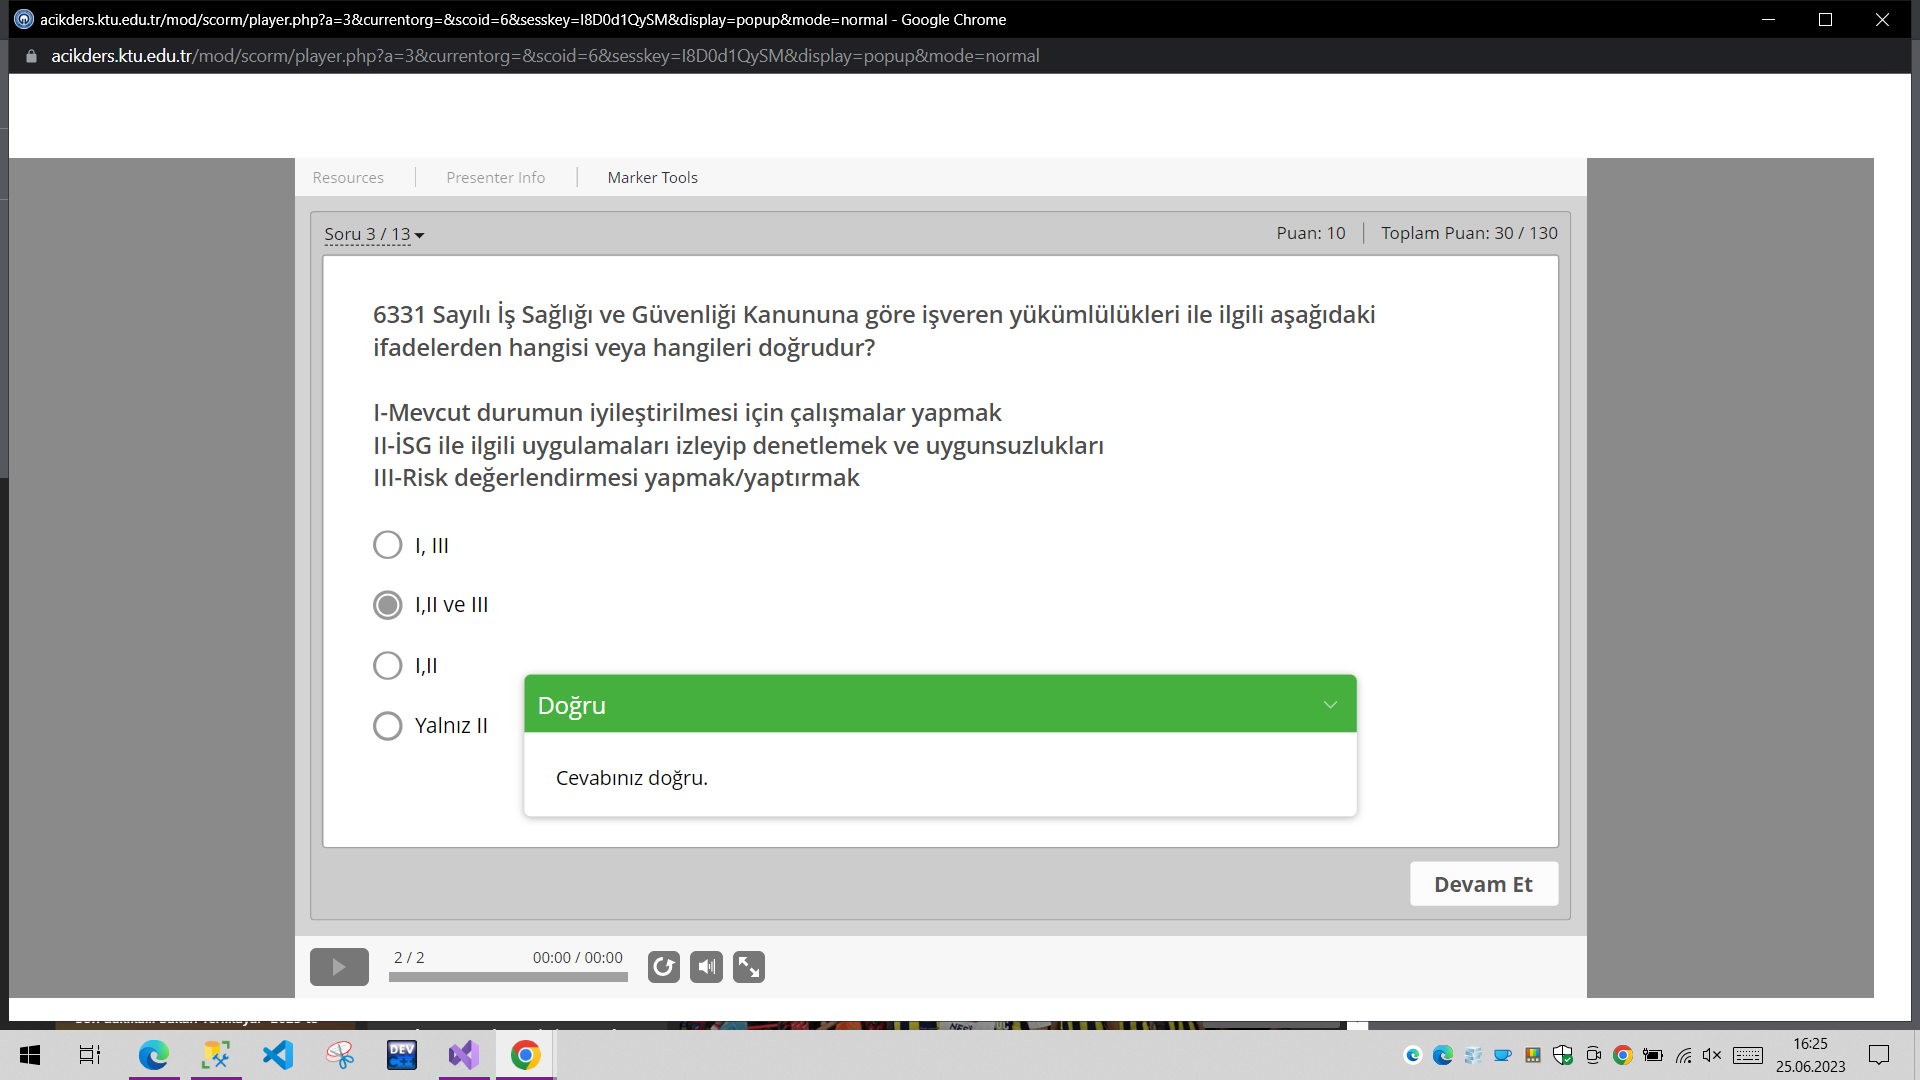 acikders.ktu.edu.tr/mod/scorm/player.php?a=3&currentorg=&scoid=6&sesskey=I8D0d1QySM&display=popup&mode=normal - Google Chrome
acikders.ktu.edu.tr/mod/scorm/player.php?a=3&currentorg=&scoid=6&sesskey=I8D0d1QySM&display=popup&mode=normal
Resources
Presenter Info
Marker Tools
Soru 3 / 13
Puan: 10
Toplam Puan: 30 / 130
6331 Sayılı İş Sağlığı ve Güvenliği Kanununa göre işveren yükümlülükleri ile ilgili aşağıdaki
ifadelerden hangisi veya hangileri doğrudur?
I-Mevcut durumun iyileştirilmesi için çalışmalar yapmak
II-İSG ile ilgili uygulamaları izleyip denetlemek ve uygunsuzlukları
III-Risk değerlendirmesi yapmak/yaptırmak
I, III
I,II ve III
I,II
Yalnız II
Doğru
Cevabınız doğru.
Devam Et
2 / 2
00:00 / 00:00
DEV
C++
16:25
25.06.2023